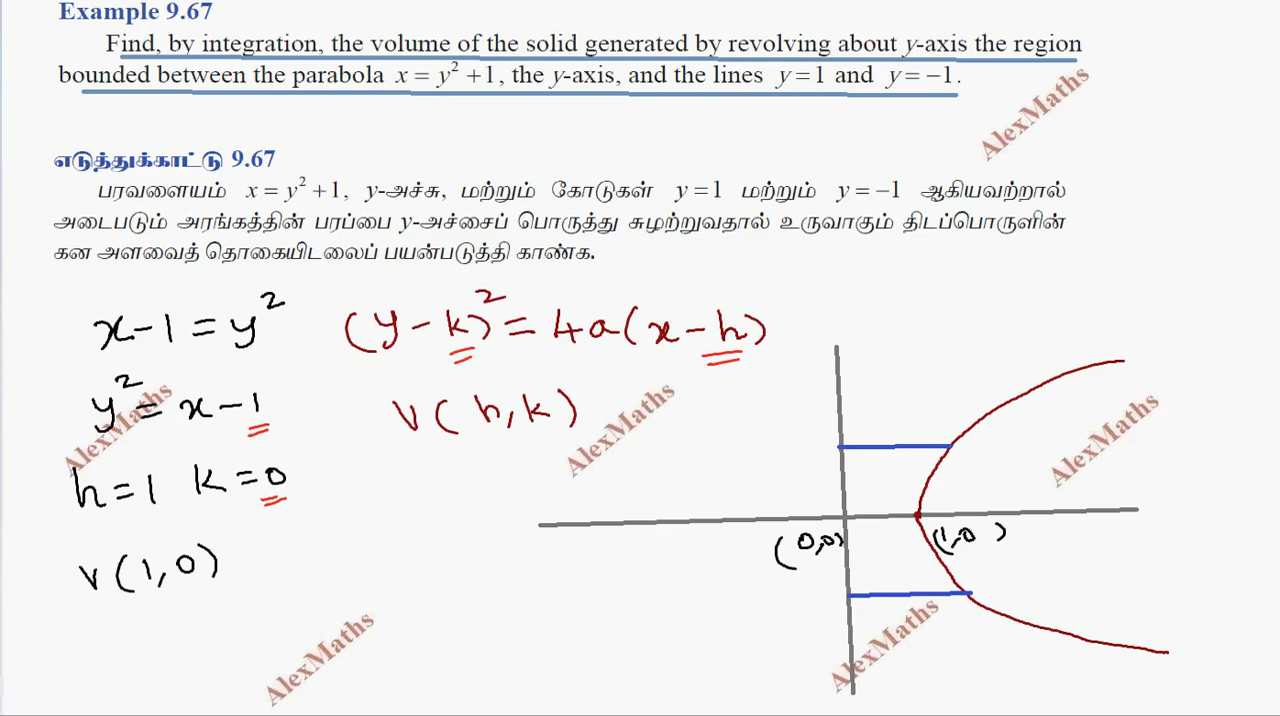 Example 9.67
Find, by integration, the volume of the solid generated by revolving about y-axis the region
bounded between the parabola x = y² + 1, the y-axis, and the lines y = 1 and y = −1.
AlexMaths
எடுத்துக்காட்டு 9.67
பரவளையம் x = y² + 1, y-அச்சு, மற்றும் கோடுகள் y = 1 மற்றும் y = −1 ஆகியவற்றால்
அடைபடும் அரங்கத்தின் பரப்பை y-அச்சைப் பொருத்து சுழற்றுவதால் உருவாகும் திடப்பொருளின்
கன அளவைத் தொகையிடலைப் பயன்படுத்தி காண்க.
x − 1 = y²
(y − k)² = 4a(x − h)
y² = x − 1
V(h, k)
AlexMaths
AlexMaths
AlexMaths
h = 1 k = 0
(0,0)
(1,0)
V(1, 0)
AlexMaths
AlexMaths